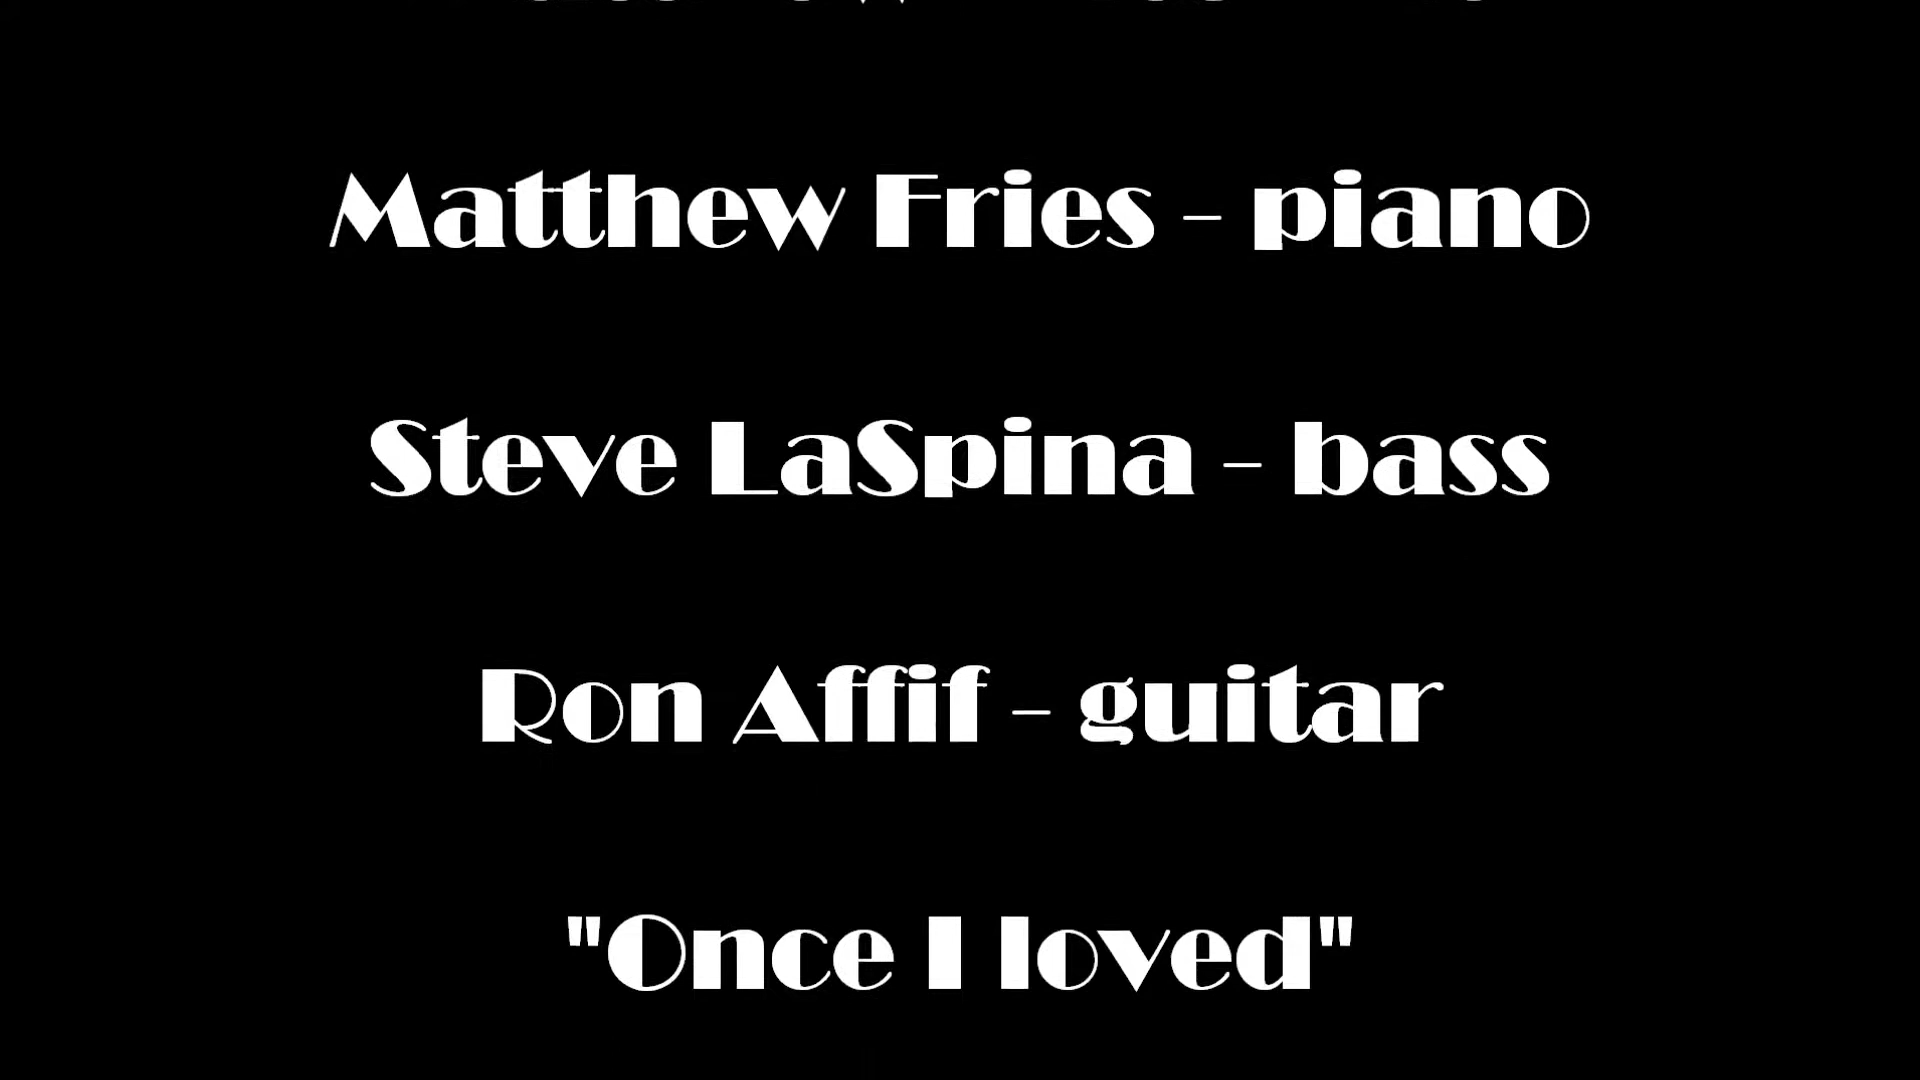 Matthew Fries - piano
Steve LaSpina - bass
Ron Affif - guitar
"Once I loved"